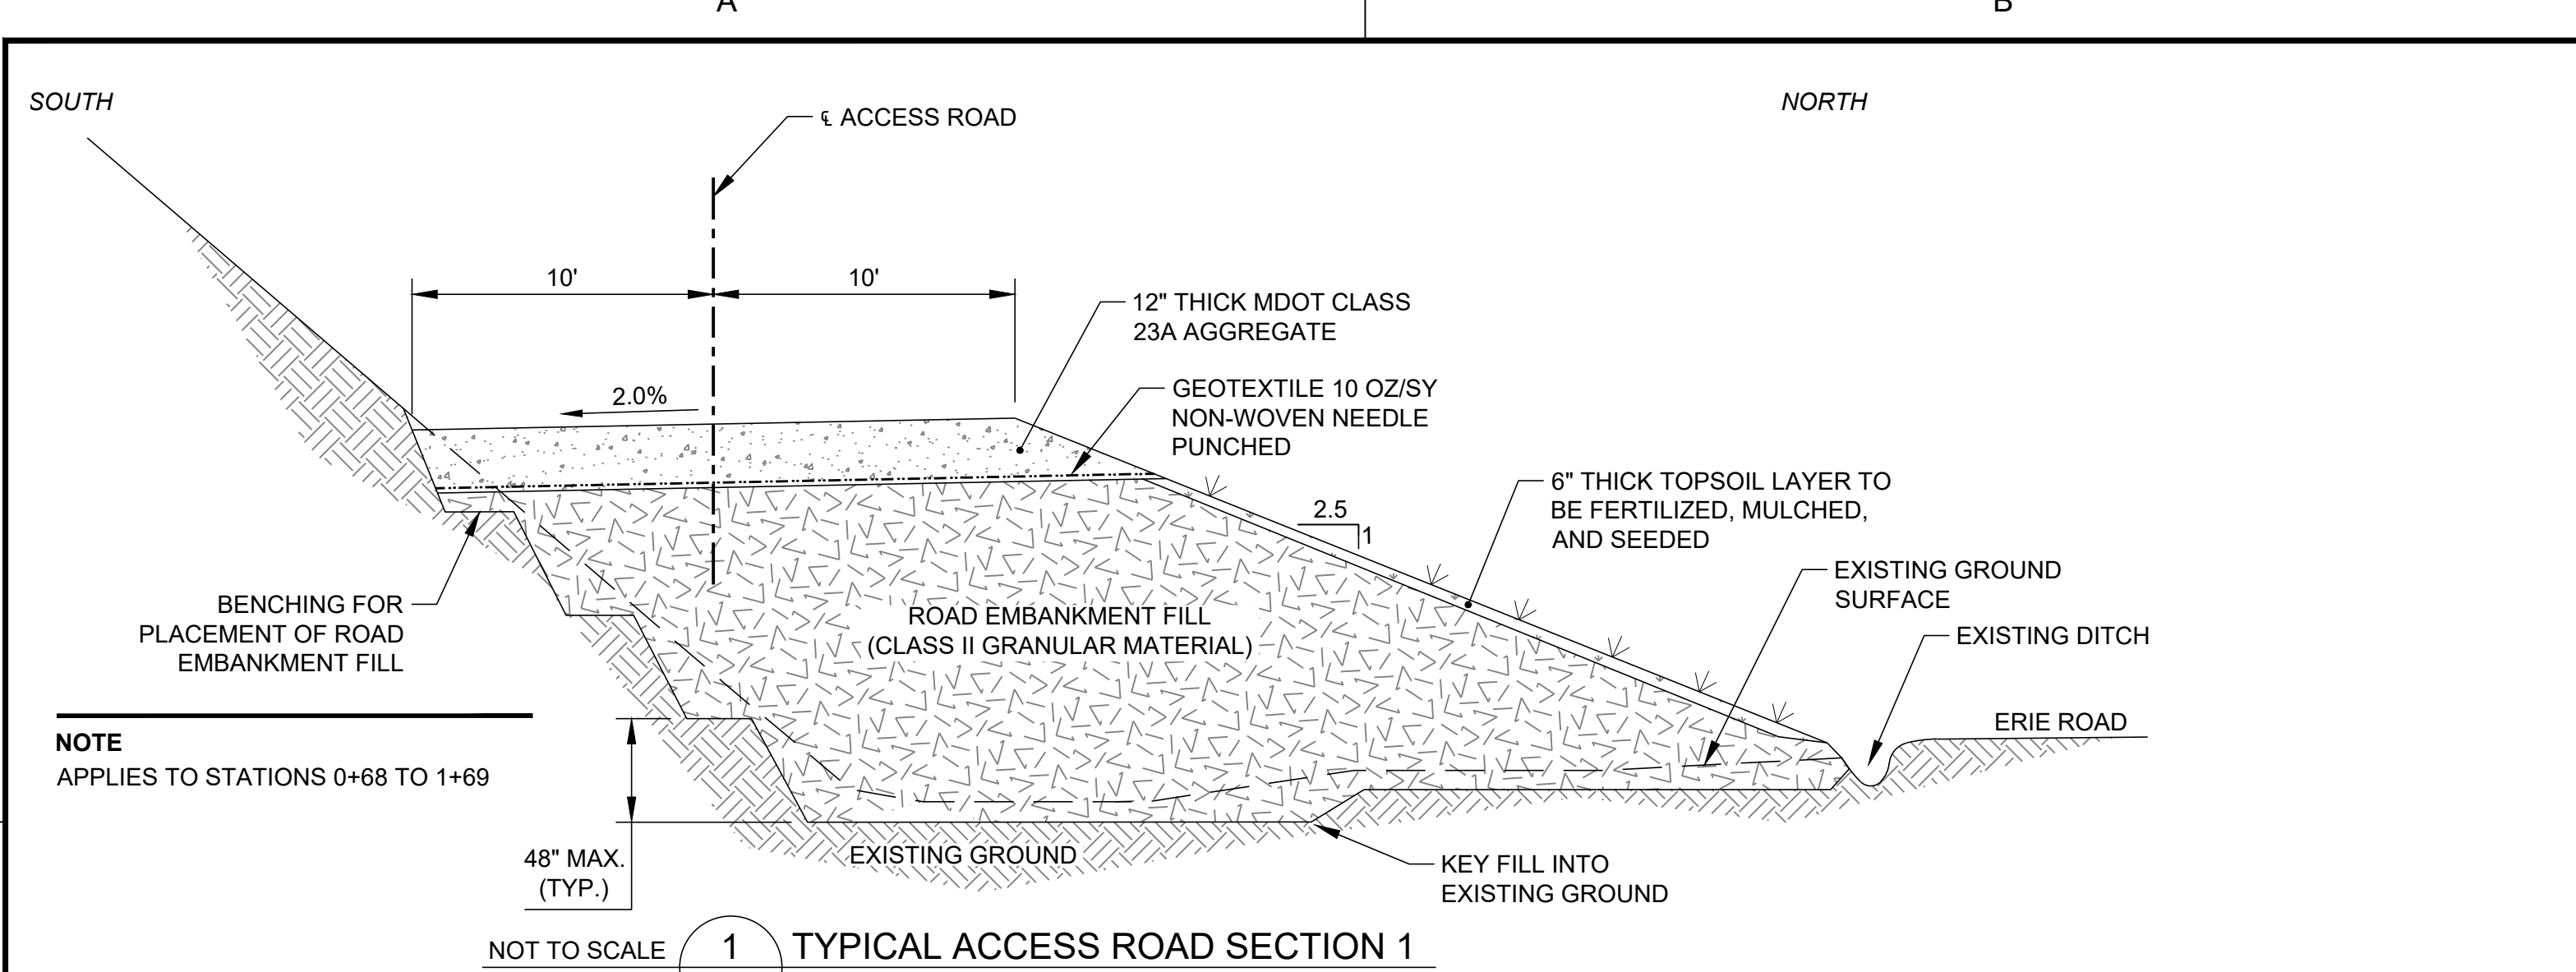 A
B
SOUTH
NORTH
℄ ACCESS ROAD
10'
10'
12" THICK MDOT CLASS
23A AGGREGATE
GEOTEXTILE 10 OZ/SY
NON-WOVEN NEEDLE
PUNCHED
2.0%
6" THICK TOPSOIL LAYER TO
BE FERTILIZED, MULCHED,
AND SEEDED
2.5
1
EXISTING GROUND
SURFACE
EXISTING DITCH
BENCHING FOR
PLACEMENT OF ROAD
EMBANKMENT FILL
ROAD EMBANKMENT FILL
(CLASS II GRANULAR MATERIAL)
ERIE ROAD
NOTE
APPLIES TO STATIONS 0+68 TO 1+69
48" MAX.
(TYP.)
EXISTING GROUND
KEY FILL INTO
EXISTING GROUND
NOT TO SCALE
1
TYPICAL ACCESS ROAD SECTION 1